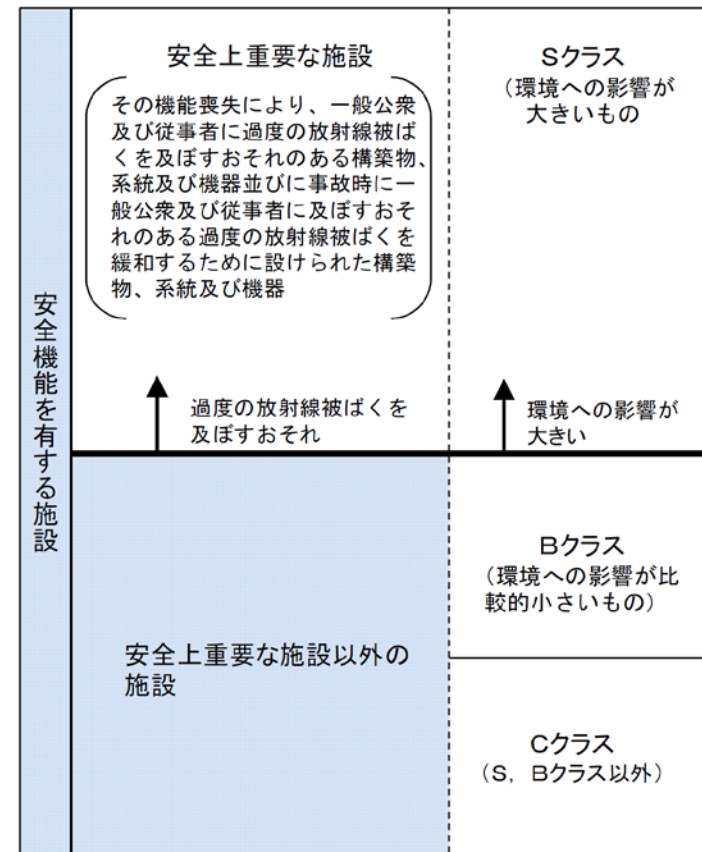 安全機能を有する施設
安全上重要な施設
その機能喪失により、一般公衆
及び従事者に過度の放射線被ば
くを及ぼすおそれのある構築物、
系統及び機器並びに事故時に一
般公衆及び従事者に及ぼすおそ
れのある過度の放射線被ばくを
緩和するために設けられた構築
物、系統及び機器
過度の放射線被ばくを
及ぼすおそれ
Sクラス
（環境への影響が
大きいもの
環境への影響が
大きい
安全上重要な施設以外の
施設
Bクラス
（環境への影響が比
較的小さいもの）
Cクラス
（S，Bクラス以外）